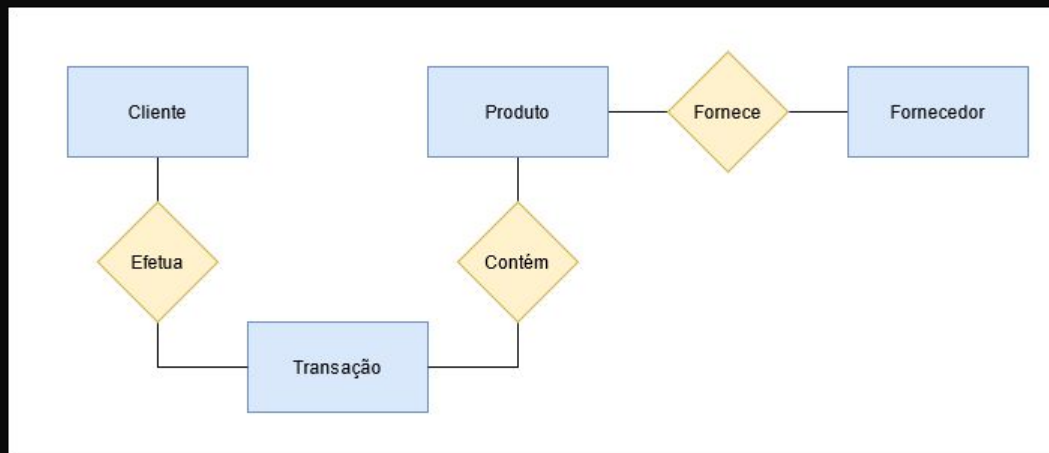 Cliente
Produto
Fornece
Fornecedor
Efetua
Contém
Transação